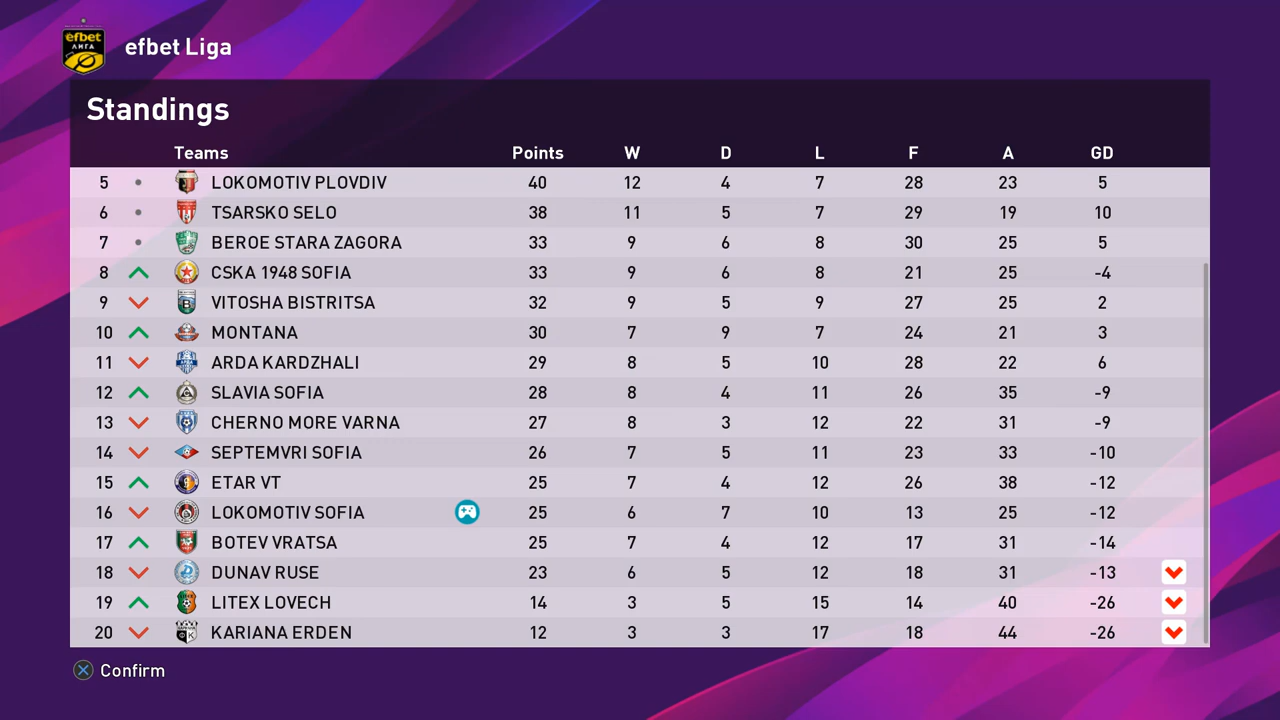 efbet
ЛИГА
efbet Liga
Standings
Teams Points W D L F A GD
5 LOKOMOTIV PLOVDIV 40 12 4 7 28 23 5
6 TSARSKO SELO 38 11 5 7 29 19 10
7 BEROE STARA ZAGORA 33 9 6 8 30 25 5
8 CSKA 1948 SOFIA 33 9 6 8 21 25 -4
9 VITOSHA BISTRITSA 32 9 5 9 27 25 2
10 MONTANA 30 7 9 7 24 21 3
11 ARDA KARDZHALI 29 8 5 10 28 22 6
12 SLAVIA SOFIA 28 8 4 11 26 35 -9
13 CHERNO MORE VARNA 27 8 3 12 22 31 -9
14 SEPTEMVRI SOFIA 26 7 5 11 23 33 -10
15 ETAR VT 25 7 4 12 26 38 -12
16 LOKOMOTIV SOFIA 25 6 7 10 13 25 -12
17 BOTEV VRATSA 25 7 4 12 17 31 -14
18 DUNAV RUSE 23 6 5 12 18 31 -13
19 LITEX LOVECH 14 3 5 15 14 40 -26
20 KARIANA ERDEN 12 3 3 17 18 44 -26
Confirm